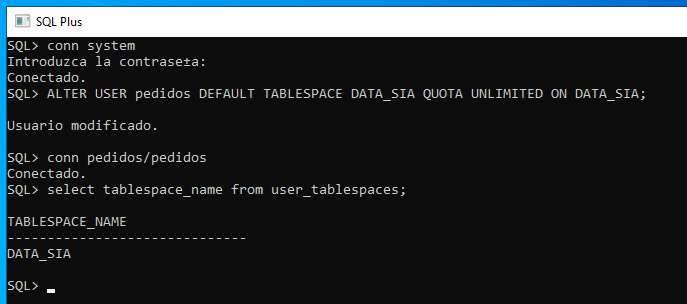 SQL Plus
SQL> conn system
Introduzca la contrase±a:
Conectado.
SQL> ALTER USER pedidos DEFAULT TABLESPACE DATA_SIA QUOTA UNLIMITED ON DATA_SIA;
Usuario modificado.
SQL> conn pedidos/pedidos
Conectado.
SQL> select tablespace_name from user_tablespaces;
TABLESPACE_NAME
------------------------------
DATA_SIA
SQL>